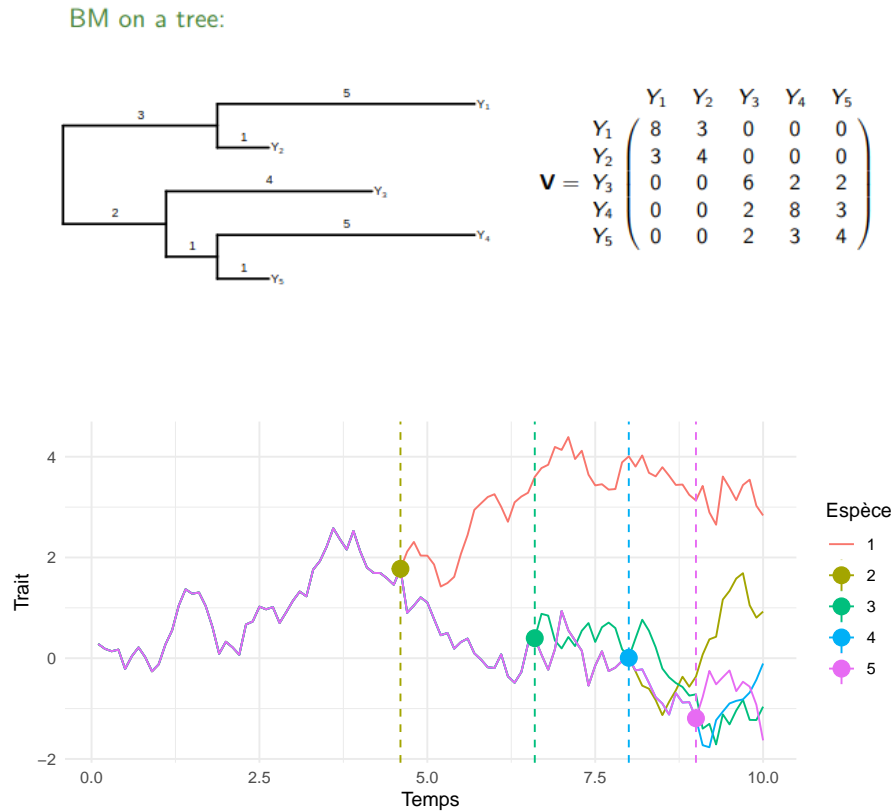 BM on a tree:
5
Y1
3
1
Y2
4
Y3
2
5
Y4
1
1
Y5
Y1 Y2 Y3 Y4 Y5
Y1 8 3 0 0 0
Y2 3 4 0 0 0
V = Y3 0 0 6 2 2
Y4 0 0 2 8 3
Y5 0 0 2 3 4
4
2
0
−2
Trait
0.0 2.5 5.0 7.5 10.0
Temps
Espèce
1
2
3
4
5